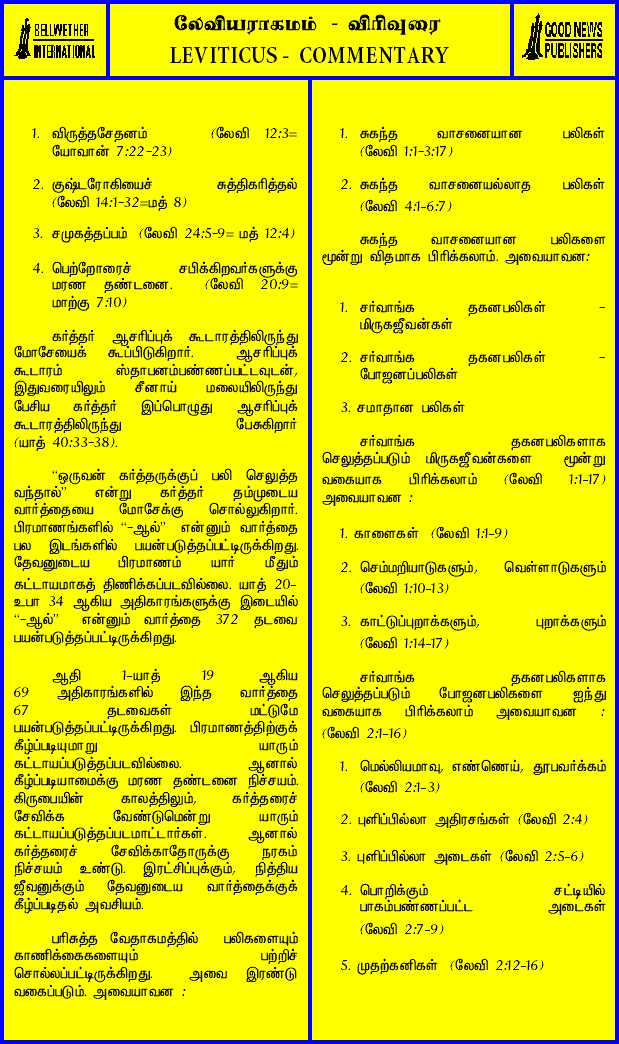 BELLWETHER
INTERNATIONAL
லேவியராகமம் - விரிவுரை
LEVITICUS - COMMENTARY
GOOD NEWS
PUBLISHERS
1. விருத்தசேதனம் (லேவி 12:3=
யோவான் 7:22-23)
2. குஷ்டரோகியைச் சுத்திகரித்தல்
(லேவி 14:1-32=மத் 8)
3. சமுகத்தப்பம் (லேவி 24:5-9= மத் 12:4)
4. பெற்றோரைச் சபிக்கிறவர்களுக்கு
மரண தண்டனை. (லேவி 20:9=
மாற்கு 7:10)
கர்த்தர் ஆசரிப்புக் கூடாரத்திலிருந்து
மோசேயைக் கூப்பிடுகிறார். ஆசரிப்புக்
கூடாரம் ஸ்தாபனம்பண்ணப்பட்டவுடன்,
இதுவரையிலும் சீனாய் மலையிலிருந்து
பேசிய கர்த்தர் இப்பொழுது ஆசரிப்புக்
கூடாரத்திலிருந்து பேசுகிறார்
(யாத் 40:33-38).
“ஒருவன் கர்த்தருக்குப் பலி செலுத்த
வந்தால்” என்று கர்த்தர் தம்முடைய
வார்த்தையை மோசேக்கு சொல்லுகிறார்.
பிரமாணங்களில் “-ஆல்” என்னும் வார்த்தை
பல இடங்களில் பயன்படுத்தப்பட்டிருக்கிறது.
தேவனுடைய பிரமாணம் யார் மீதும்
கட்டாயமாகத் திணிக்கப்படவில்லை. யாத் 20-
உபா 34 ஆகிய அதிகாரங்களுக்கு இடையில்
“-ஆல்” என்னும் வார்த்தை 372 தடவை
பயன்படுத்தப்பட்டிருக்கிறது.
ஆதி 1-யாத் 19 ஆகிய
69 அதிகாரங்களில் இந்த வார்த்தை
67 தடவைகள் மட்டுமே
பயன்படுத்தப்பட்டிருக்கிறது. பிரமாணத்திற்குக்
கீழ்ப்படியுமாறு யாரும்
கட்டாயப்படுத்தப்படவில்லை. ஆனால்
கீழ்ப்படியாமைக்கு மரண தண்டனை நிச்சயம்.
கிருபையின் காலத்திலும், கர்த்தரைச்
சேவிக்க வேண்டுமென்று யாரும்
கட்டாயப்படுத்தப்படமாட்டார்கள். ஆனால்
கர்த்தரைச் சேவிக்காதோருக்கு நரகம்
நிச்சயம் உண்டு. இரட்சிப்புக்கும், நித்திய
ஜீவனுக்கும் தேவனுடைய வார்த்தைக்குக்
கீழ்ப்படிதல் அவசியம்.
பரிசுத்த வேதாகமத்தில் பலிகளையும்
காணிக்கைகளையும் பற்றிச்
சொல்லப்பட்டிருக்கிறது. அவை இரண்டு
வகைப்படும். அவையாவன :
1. சுகந்த வாசனையான பலிகள்
(லேவி 1:1-3:17)
2. சுகந்த வாசனையல்லாத பலிகள்
(லேவி 4:1-6:7)
சுகந்த வாசனையான பலிகளை
மூன்று விதமாக பிரிக்கலாம். அவையாவன:
1. சர்வாங்க தகனபலிகள் -
மிருகஜீவன்கள்
2. சர்வாங்க தகனபலிகள் -
போஜனப்பலிகள்
3. சமாதான பலிகள்
சர்வாங்க தகனபலிகளாக
செலுத்தப்படும் மிருகஜீவன்களை மூன்று
வகையாக பிரிக்கலாம் (லேவி 1:1-17)
அவையாவன :
1. காளைகள் (லேவி 1:1-9)
2. செம்மறியாடுகளும், வெள்ளாடுகளும்
(லேவி 1:10-13)
3. காட்டுப்புறாக்களும், புறாக்களும்
(லேவி 1:14-17)
சர்வாங்க தகனபலிகளாக
செலுத்தப்படும் போஜனபலிகளை ஐந்து
வகையாக பிரிக்கலாம் அவையாவன :
(லேவி 2:1-16)
1. மெல்லியமாவு, எண்ணெய், தூபவர்க்கம்
(லேவி 2:1-3)
2. புளிப்பில்லா அதிரசங்கள் (லேவி 2:4)
3. புளிப்பில்லா அடைகள் (லேவி 2:5-6)
4. பொறிக்கும் சட்டியில்
பாகம்பண்ணப்பட்ட அடைகள்
(லேவி 2:7-9)
5. முதற்கனிகள் (லேவி 2:12-16)